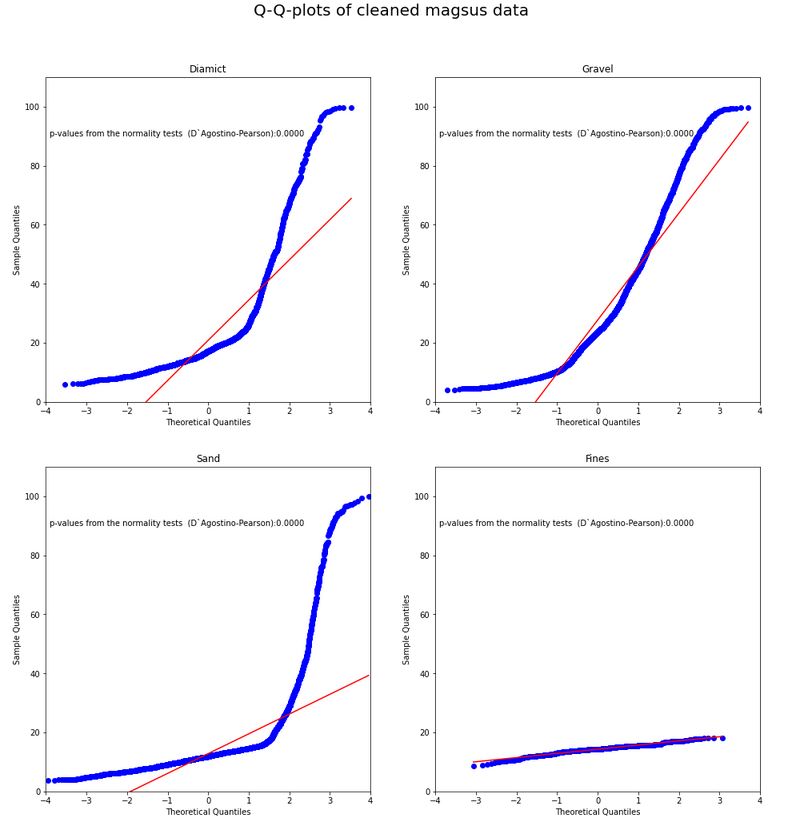 Q-Q-plots of cleaned magsus data
Diamict
p-values from the normality tests  (D`Agostino-Pearson):0.0000
Sample Quantiles
100
80
60
40
20
0
−4 −3 −2 −1 0 1 2 3 4
Theoretical Quantiles
Gravel
p-values from the normality tests  (D`Agostino-Pearson):0.0000
Sample Quantiles
100
80
60
40
20
0
−4 −3 −2 −1 0 1 2 3 4
Theoretical Quantiles
Sand
p-values from the normality tests  (D`Agostino-Pearson):0.0000
Sample Quantiles
100
80
60
40
20
0
−4 −3 −2 −1 0 1 2 3 4
Theoretical Quantiles
Fines
p-values from the normality tests  (D`Agostino-Pearson):0.0000
Sample Quantiles
100
80
60
40
20
0
−4 −3 −2 −1 0 1 2 3 4
Theoretical Quantiles